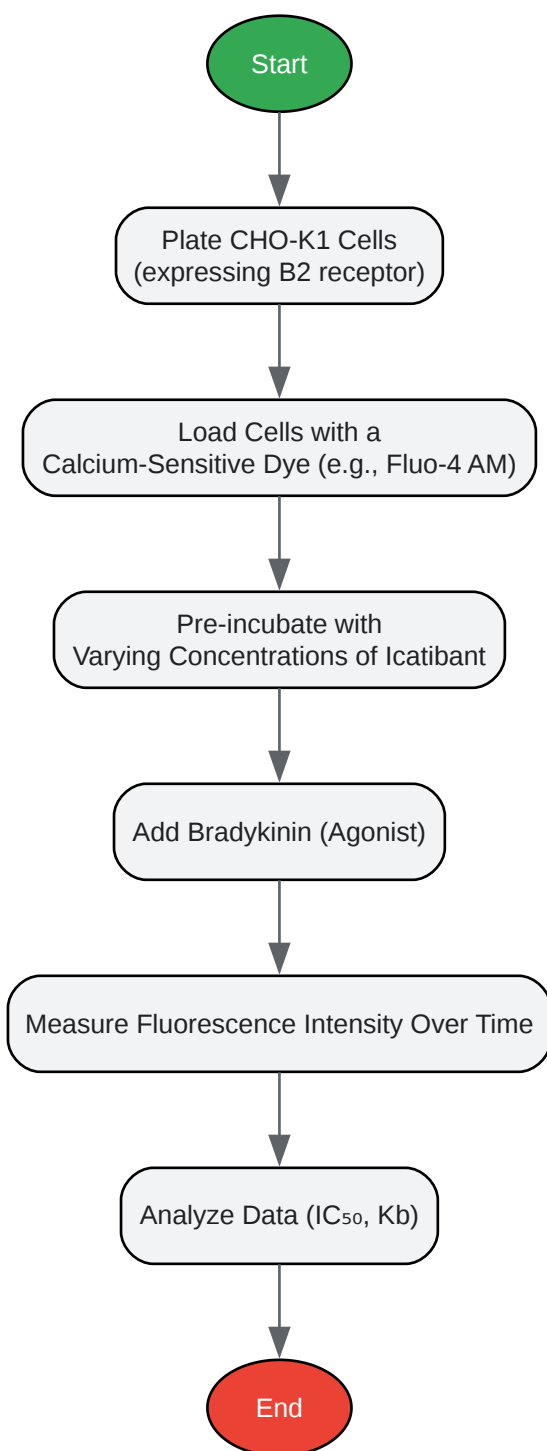 Start
Plate CHO-K1 Cells
(expressing B2 receptor)
Load Cells with a
Calcium-Sensitive Dye (e.g., Fluo-4 AM)
Pre-incubate with
Varying Concentrations of Icatibant
Add Bradykinin (Agonist)
Measure Fluorescence Intensity Over Time
Analyze Data (IC₅₀, Kb)
End